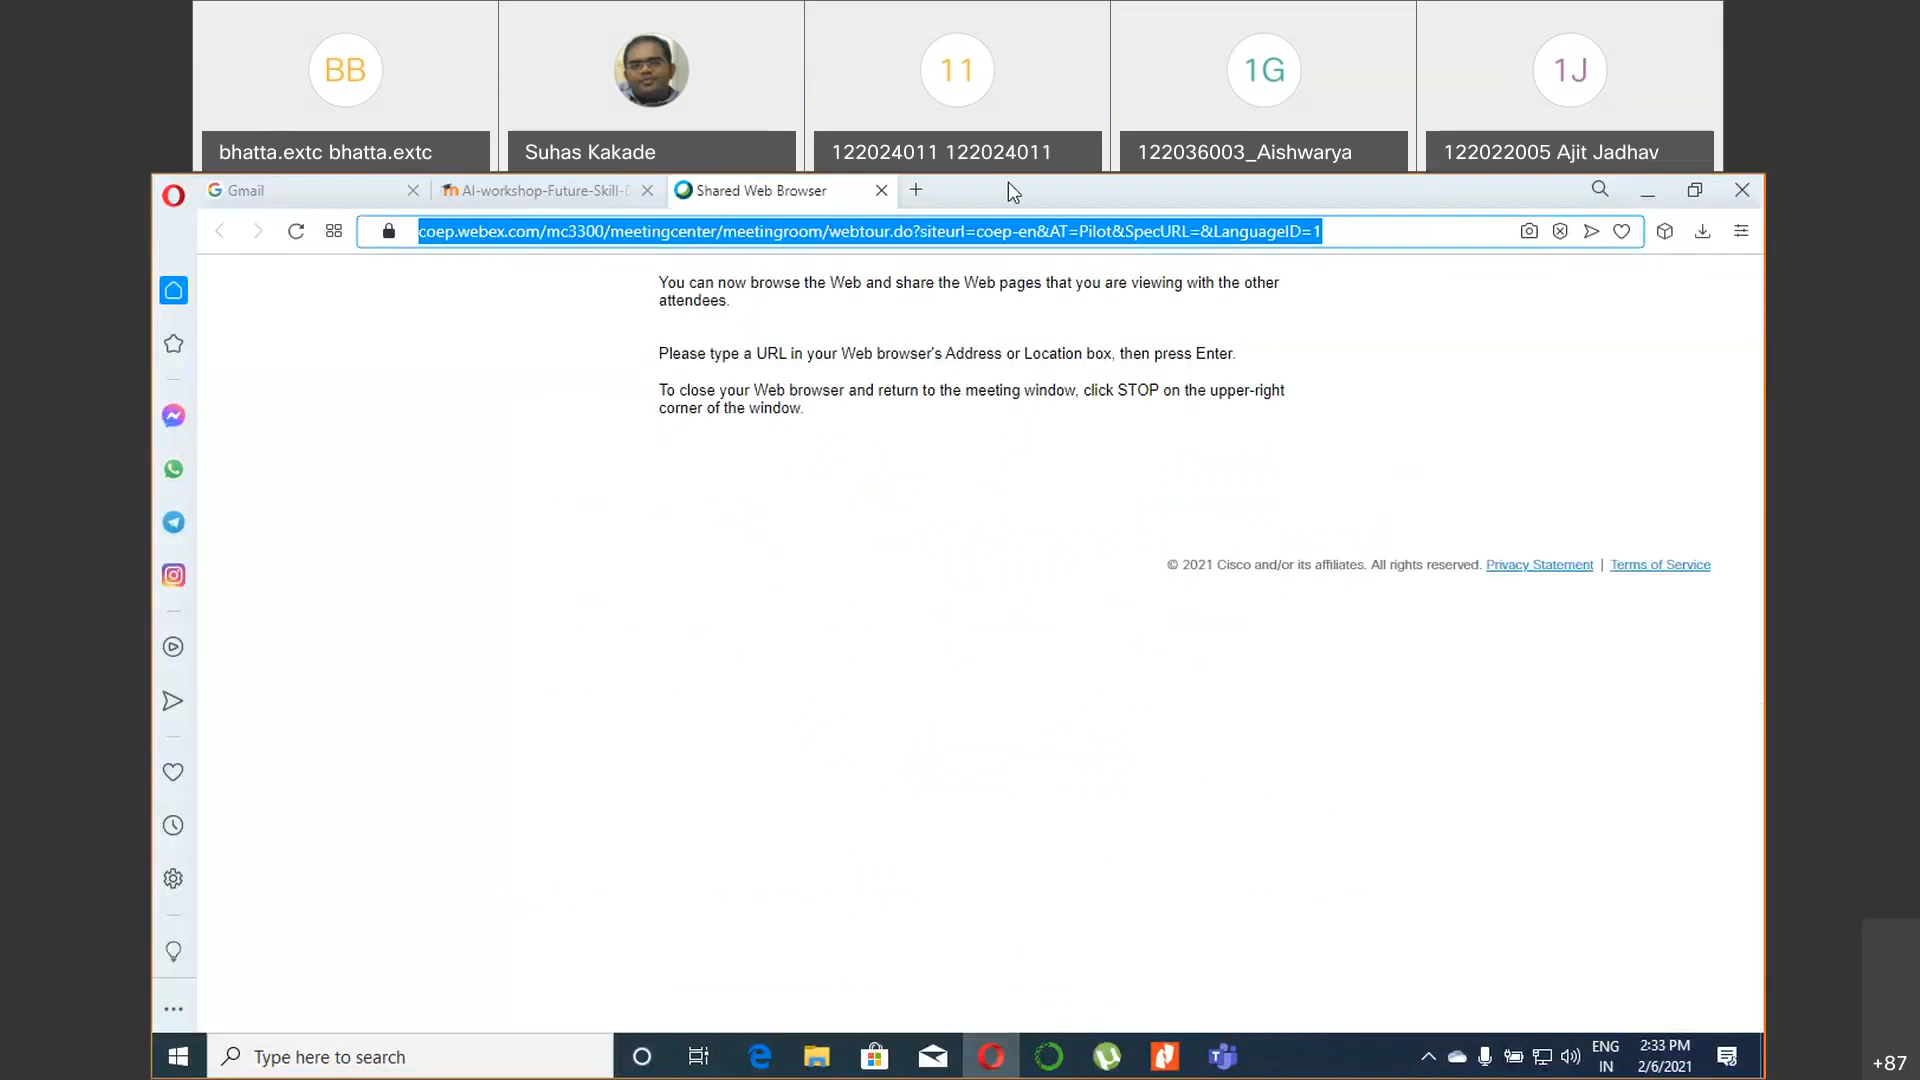 BB
11
1G
1J
bhatta.extc bhatta.extc
Suhas Kakade
122024011 122024011
122036003_Aishwarya
122022005 Ajit Jadhav
Gmail
AI-workshop-Future-Skill-
Shared Web Browser
coep.webex.com/mc3300/meetingcenter/meetingroom/webtour.do?siteurl=coep-en&AT=Pilot&SpecURL=&LanguageID=1
You can now browse the Web and share the Web pages that you are viewing with the other
attendees.
Please type a URL in your Web browser's Address or Location box, then press Enter.
To close your Web browser and return to the meeting window, click STOP on the upper-right
corner of the window.
© 2021 Cisco and/or its affiliates. All rights reserved. Privacy Statement | Terms of Service
Type here to search
ENG
IN
2:33 PM
2/6/2021
+87